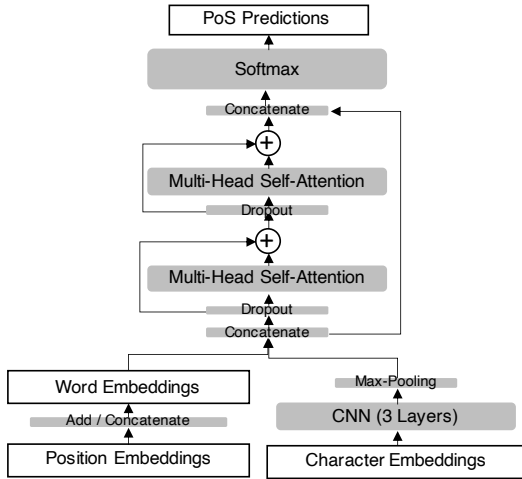 PoS Predictions
Softmax
Concatenate
+
Multi-Head Self-Attention
Dropout
+
Multi-Head Self-Attention
Dropout
Concatenate
Word Embeddings
Max-Pooling
Add / Concatenate
CNN (3 Layers)
Position Embeddings
Character Embeddings